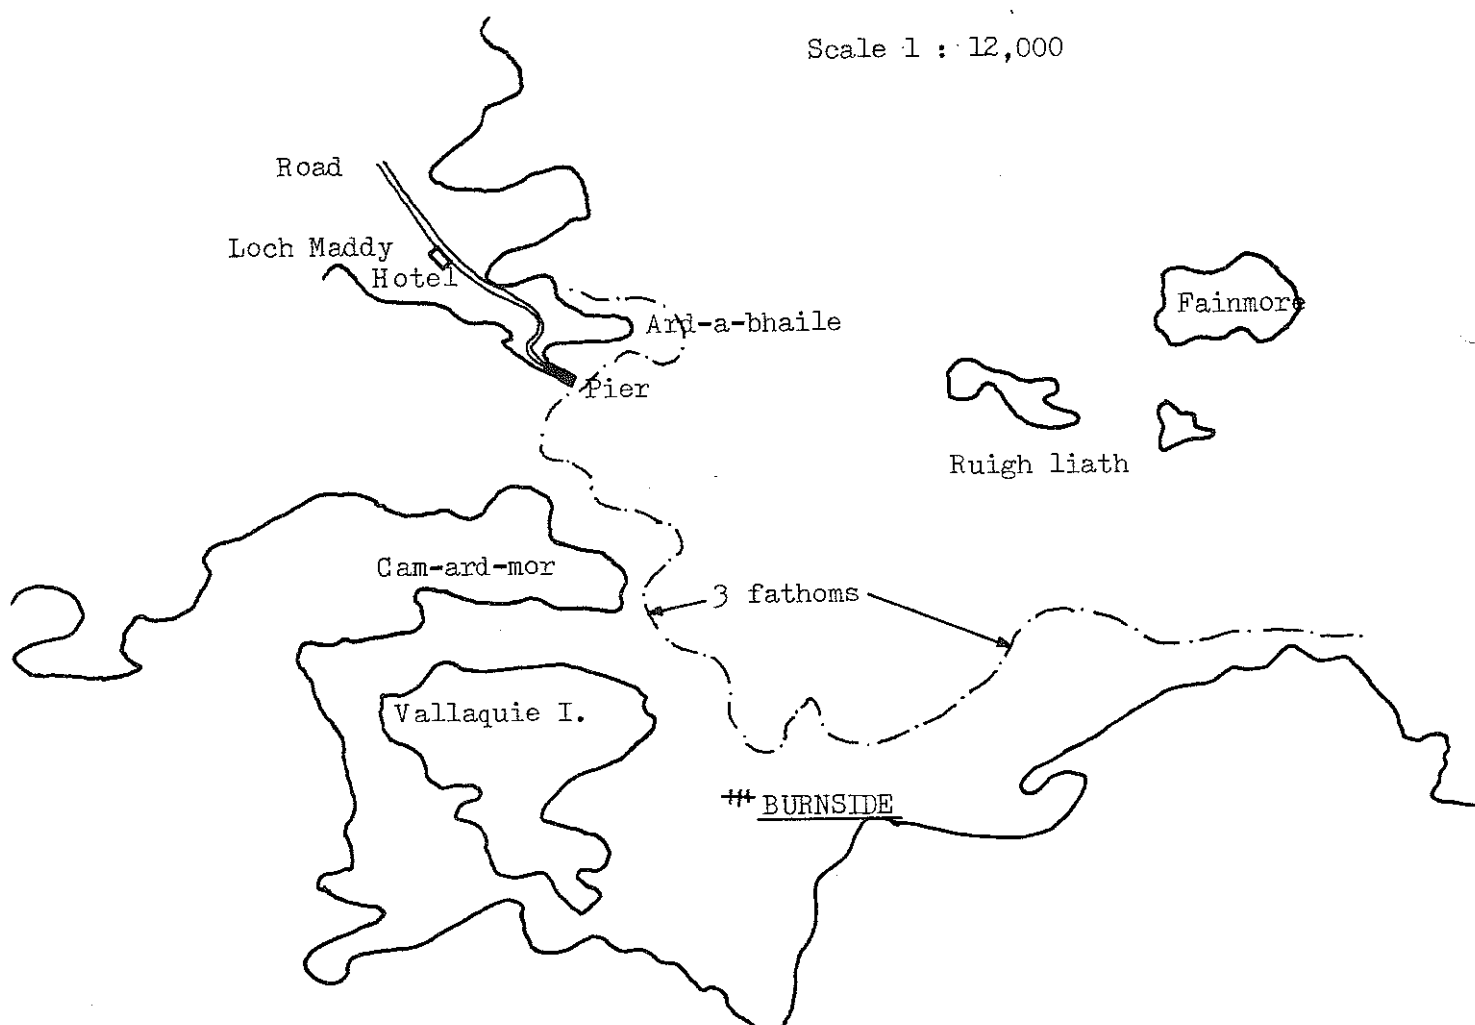 Scale 1 : 12,000
Road
Loch Maddy
Hotel
Fainmore
Ard-a-bhaile
Pier
Ruigh liath
Cam-ard-mor
3 fathoms
Vallaquie I.
BURNSIDE